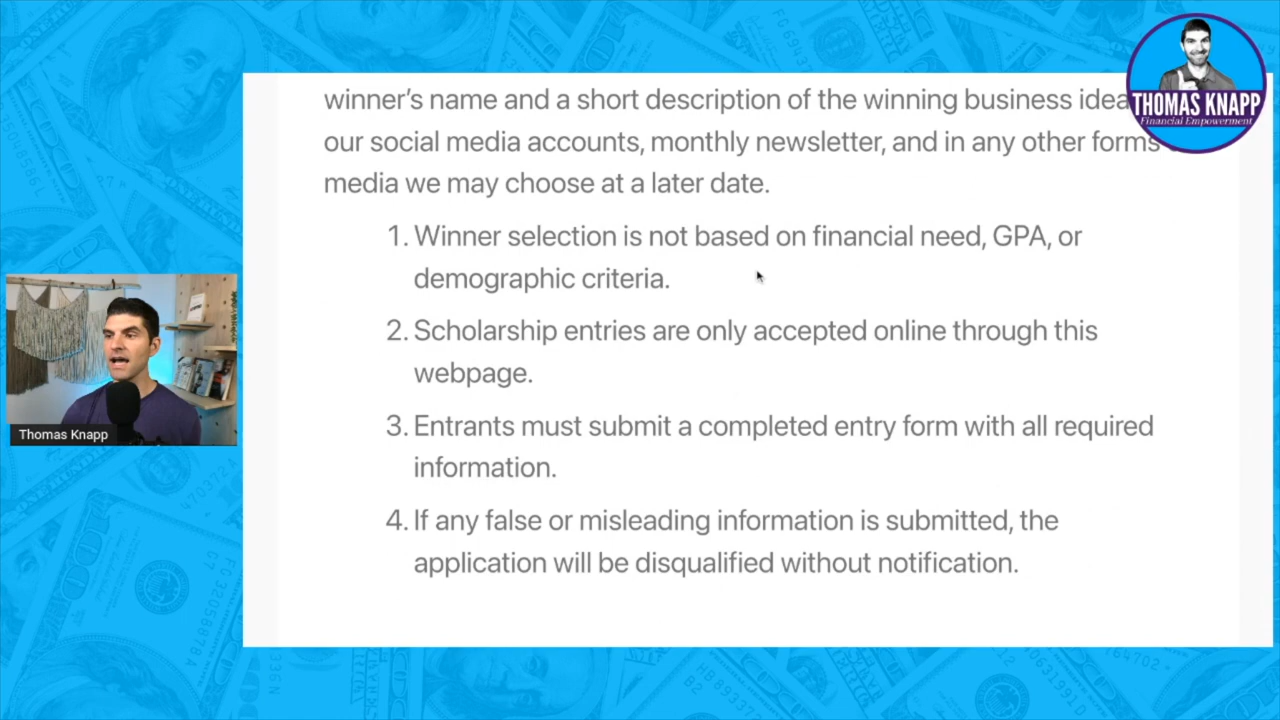 winner's name and a short description of the winning business idea
our social media accounts, monthly newsletter, and in any other forms
media we may choose at a later date.
1. Winner selection is not based on financial need, GPA, or
demographic criteria.
2. Scholarship entries are only accepted online through this
webpage.
3. Entrants must submit a completed entry form with all required
information.
4. If any false or misleading information is submitted, the
application will be disqualified without notification.
THOMAS KNAPP
Financial Empowerment
Thomas Knapp